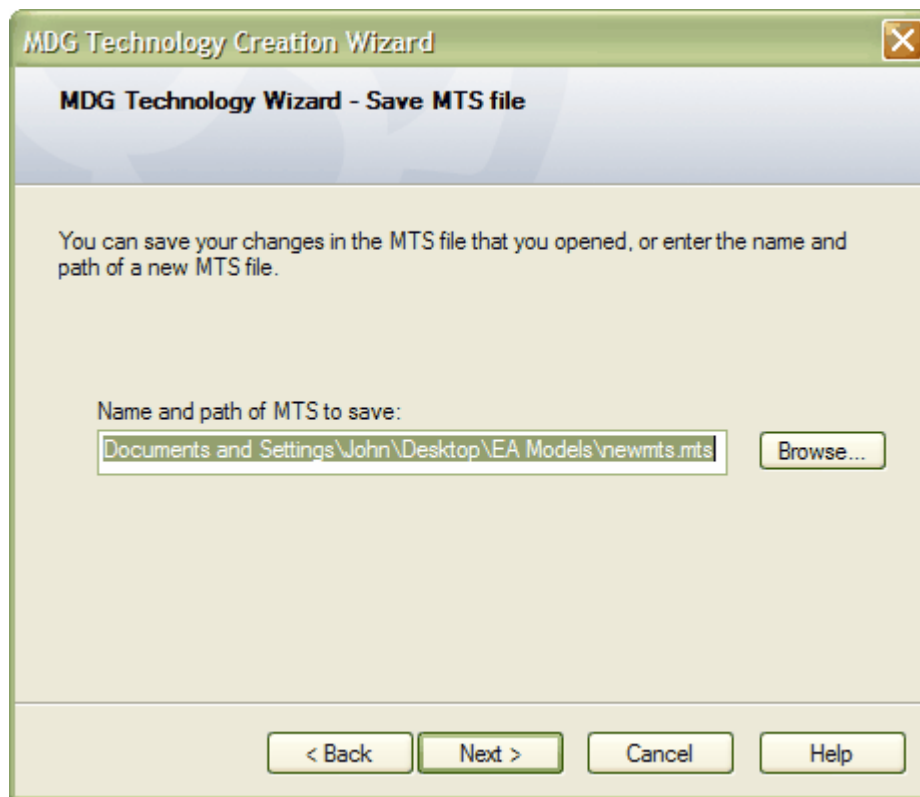 MDG Technology Creation Wizard
MDG Technology Wizard - Save MTS file
You can save your changes in the MTS file that you opened, or enter the name and
path of a new MTS file.
Name and path of MTS to save:
Documents and Settings\John\Desktop\EA Models\newmts.mts
Browse...
< Back
Next >
Cancel
Help